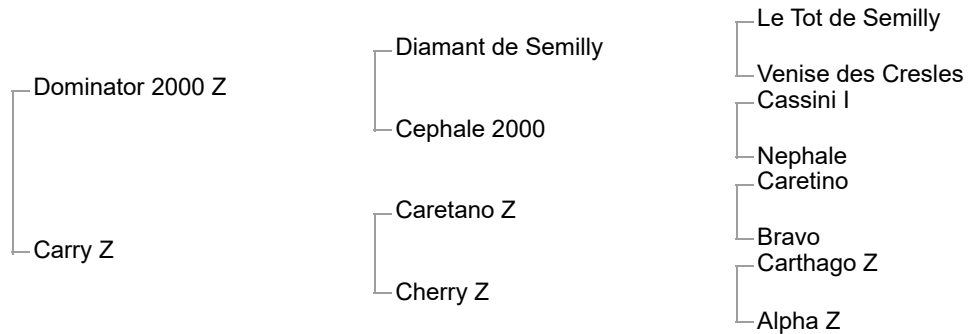 Le Tot de Semilly
Diamant de Semilly
Venise des Cresles
Dominator 2000 Z
Cassini I
Cephale 2000
Nephale
Caretino
Caretano Z
Bravo
Carry Z
Carthago Z
Cherry Z
Alpha Z